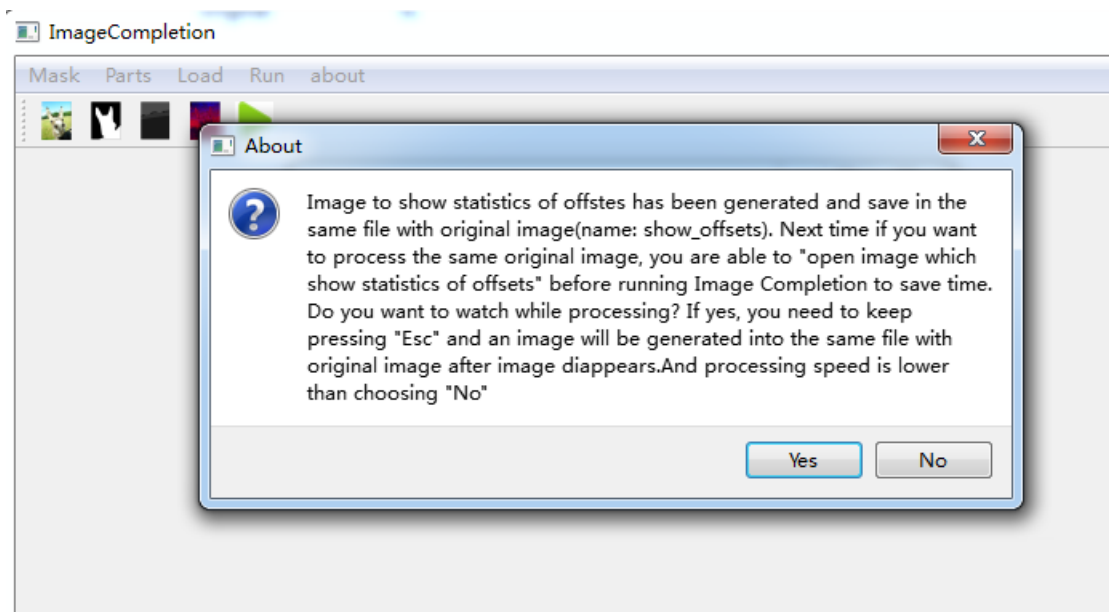 ImageCompletion
Mask Parts Load Run about
About
Image to show statistics of offstes has been generated and save in the
same file with original image(name: show_offsets). Next time if you want
to process the same original image, you are able to "open image which
show statistics of offsets" before running Image Completion to save time.
Do you want to watch while processing? If yes, you need to keep
pressing "Esc" and an image will be generated into the same file with
original image after image diappears.And processing speed is lower
than choosing "No"
Yes No